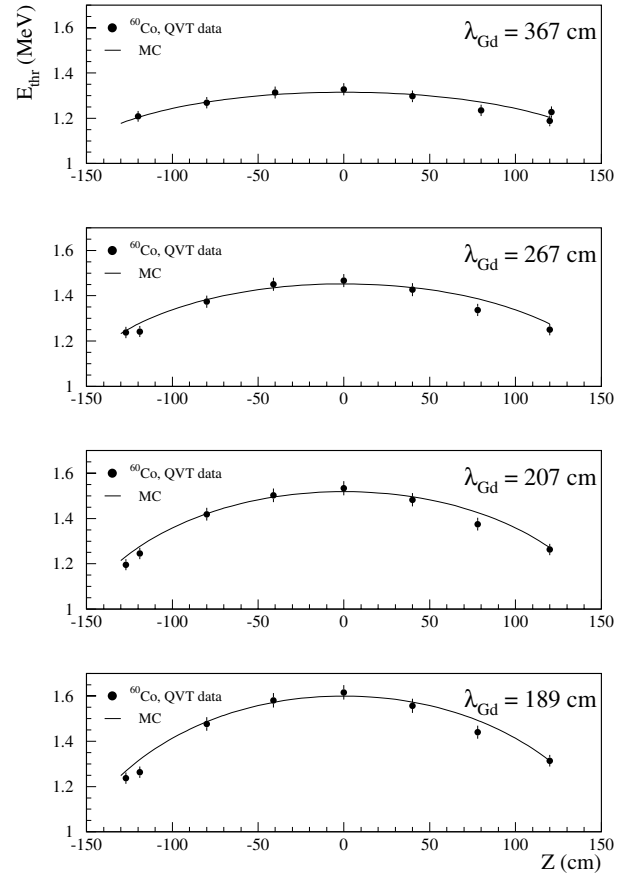 E_thr (MeV)
1.6
1.4
1.2
1
⁶⁰Co, QVT data
MC
λ_Gd = 367 cm
-150 -100 -50 0 50 100 150
1.6
1.4
1.2
1
⁶⁰Co, QVT data
MC
λ_Gd = 267 cm
-150 -100 -50 0 50 100 150
1.6
1.4
1.2
1
⁶⁰Co, QVT data
MC
λ_Gd = 207 cm
-150 -100 -50 0 50 100 150
1.6
1.4
1.2
1
⁶⁰Co, QVT data
MC
λ_Gd = 189 cm
-150 -100 -50 0 50 100 150
Z (cm)